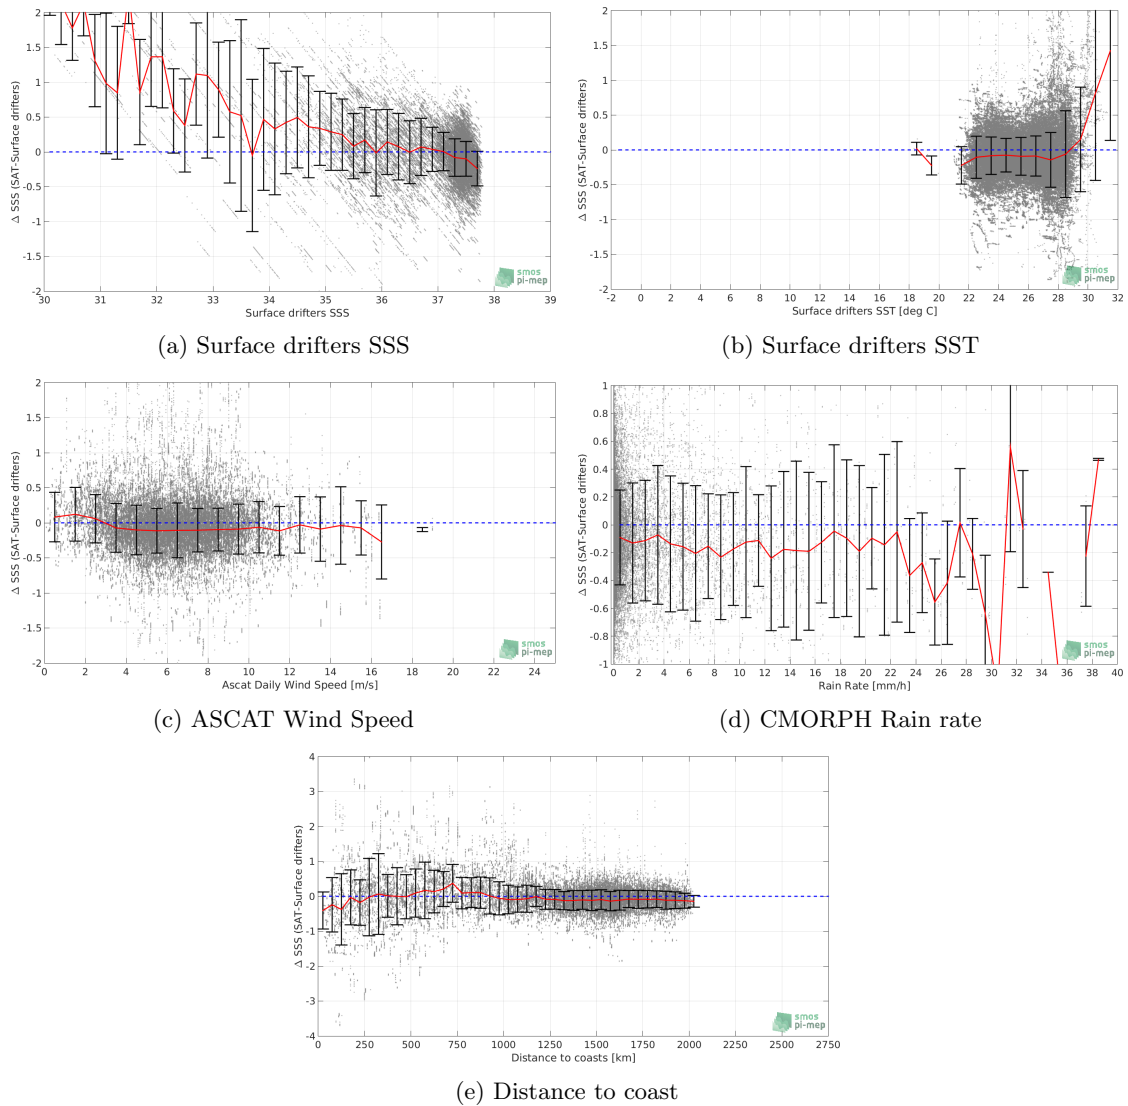 2
1.5
1
0.5
0
-0.5
-1
-1.5
-2
Δ SSS (SAT-Surface drifters)
30 31 32 33 34 35 36 37 38 39
Surface drifters SSS
smos
pi-mep
(a) Surface drifters SSS
2
1.5
1
0.5
0
-0.5
-1
-1.5
-2
Δ SSS (SAT-Surface drifters)
-2 0 2 4 6 8 10 12 14 16 18 20 22 24 26 28 30 32
Surface drifters SST [deg C]
smos
pi-mep
(b) Surface drifters SST
2
1.5
1
0.5
0
-0.5
-1
-1.5
-2
Δ SSS (SAT-Surface drifters)
0 2 4 6 8 10 12 14 16 18 20 22 24
Ascat Daily Wind Speed [m/s]
smos
pi-mep
(c) ASCAT Wind Speed
1
0.8
0.6
0.4
0.2
0
-0.2
-0.4
-0.6
-0.8
-1
Δ SSS (SAT-Surface drifters)
0 2 4 6 8 10 12 14 16 18 20 22 24 26 28 30 32 34 36 38 40
Rain Rate [mm/h]
smos
pi-mep
(d) CMORPH Rain rate
4
3
2
1
0
-1
-2
-3
-4
Δ SSS (SAT-Surface drifters)
0 250 500 750 1000 1250 1500 1750 2000 2250 2500 2750
Distance to coasts [km]
smos
pi-mep
(e) Distance to coast